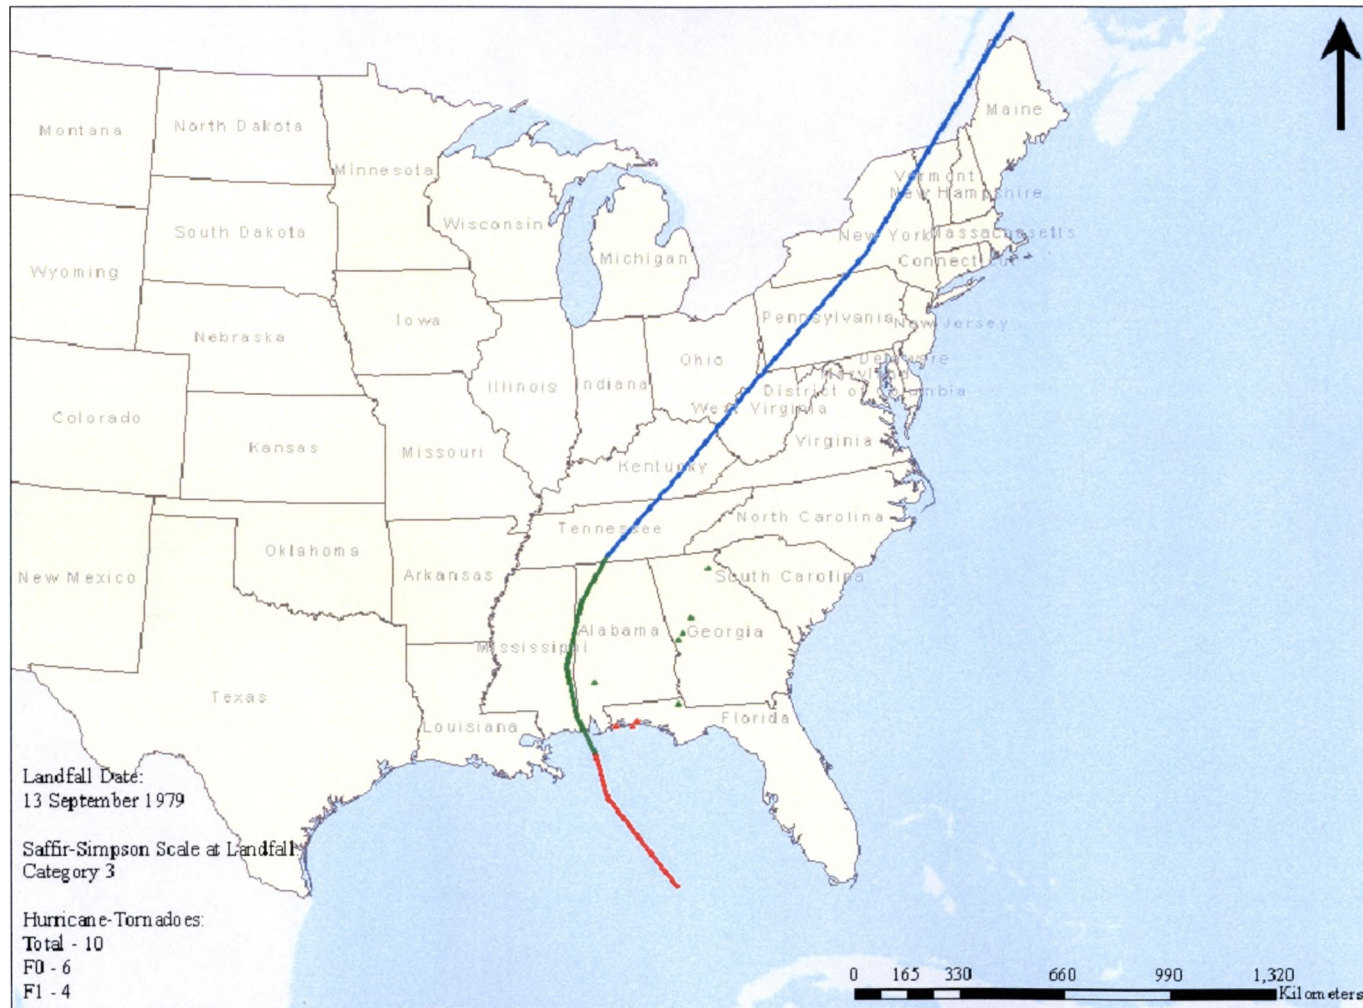 Maine
Montana
North Dakota
Minnesota
Vermont
New Hampshire
Wisconsin
South Dakota
New York
Massachusetts
Michigan
Connecticut
Wyoming
Iowa
Pennsylvania
New Jersey
Nebraska
Ohio
Delaware
Maryland
Illinois
Indiana
District of Columbia
West Virginia
Colorado
Virginia
Kansas
Missouri
Kentucky
North Carolina
Tennessee
Oklahoma
Arkansas
New Mexico
South Carolina
Alabama
Georgia
Mississippi
Texas
Florida
Louisiana
Landfall Date:
13 September 1979
Saffir-Simpson Scale at Landfall:
Category 3
Hurricane-Tornadoes:
Total - 10
F0 - 6
F1 - 4
0 165 330 660 990 1,320
Kilometers